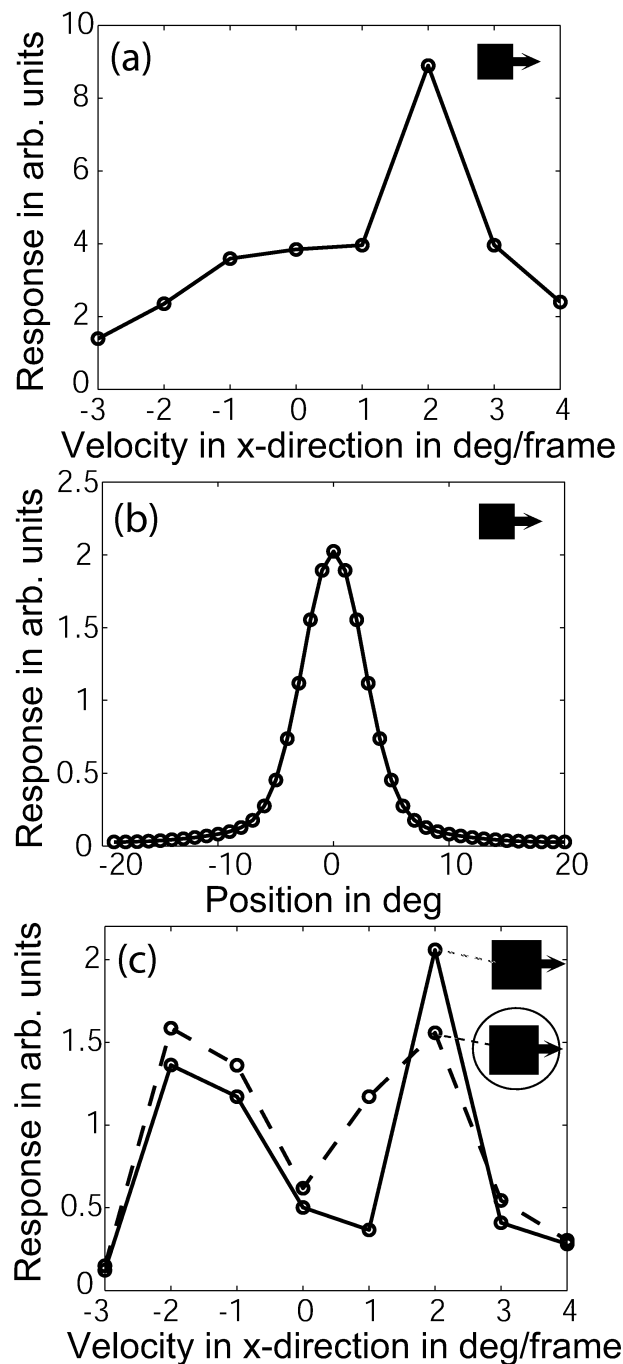 (a)
Response in arb. units
10
8
6
4
2
0
-3 -2 -1 0 1 2 3 4
Velocity in x-direction in deg/frame
(b)
Response in arb. units
2.5
2
1.5
1
0.5
0
-20 -10 0 10 20
Position in deg
(c)
Response in arb. units
2
1.5
1
0.5
0
-3 -2 -1 0 1 2 3 4
Velocity in x-direction in deg/frame